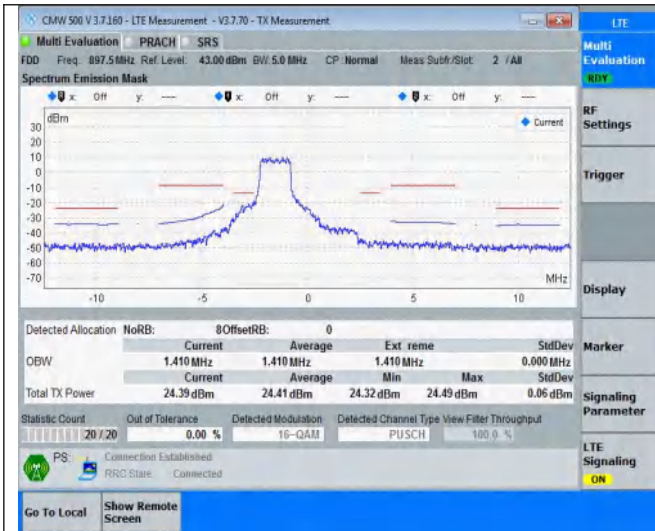 CMW 500 V 3.7.160 - LTE Measurement - V3.7.70 - TX Measurement
LTE
Multi Evaluation PRACH SRS
Multi Evaluation
RDY
FDD Freq. 897.5 MHz Ref. Level: 43.00 dBm BW: 5.0 MHz CP: Normal Meas Subfr./Slot: 2 / All
Spectrum Emission Mask
x: Off y: --- x: Off y: --- x: Off y: ---
dBm
Current
30
20
10
0
-10
-20
-30
-40
-50
-60
-70
MHz
-10 -5 0 5 10
RF Settings
Trigger
Display
Marker
Signaling Parameter
LTE Signaling
ON
Detected Allocation NoRB: 8 OffsetRB: 0
Current Average Extreme StdDev
OBW 1.410 MHz 1.410 MHz 1.410 MHz 0.000 MHz
Current Average Min Max StdDev
Total TX Power 24.39 dBm 24.41 dBm 24.32 dBm 24.49 dBm 0.06 dBm
Statistic Count Out of Tolerance Detected Modulation Detected Channel Type View Filter Throughput
20 / 20 0.00 % 16-QAM PUSCH 100.0 %
PS: Connection Established
RRC State: Connected
Go To Local
Show Remote Screen